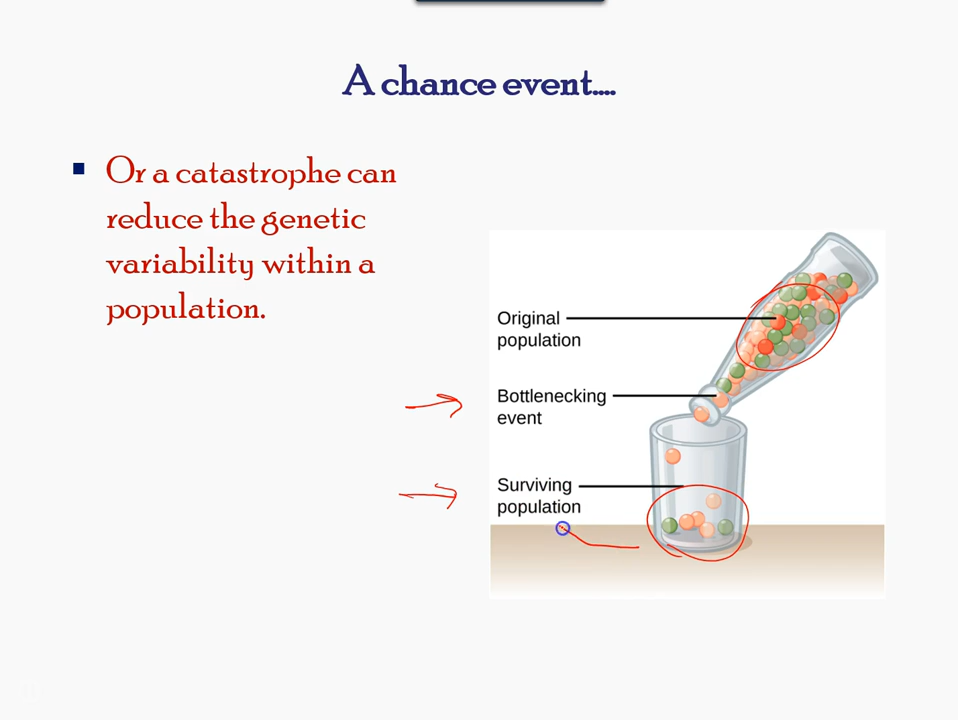 A chance event....
Or a catastrophe can
reduce the genetic
variability within a
population.
Original
population
Bottlenecking
event
Surviving
population